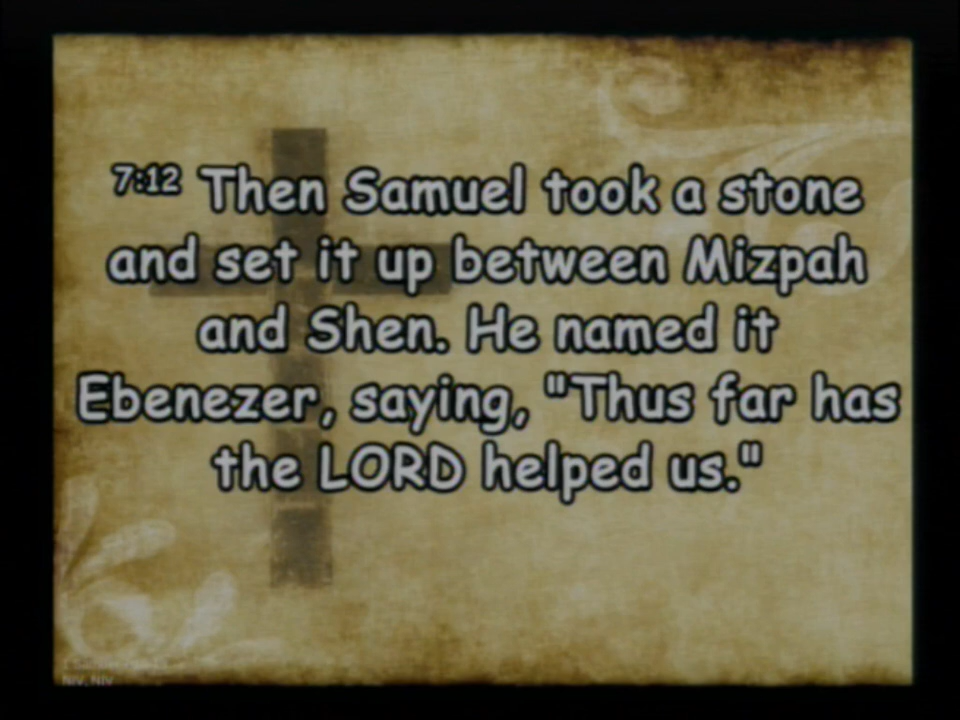 7:12 Then Samuel took a stone
and set it up between Mizpah
and Shen. He named it
Ebenezer, saying, "Thus far has
the LORD helped us."
NIV, NIV